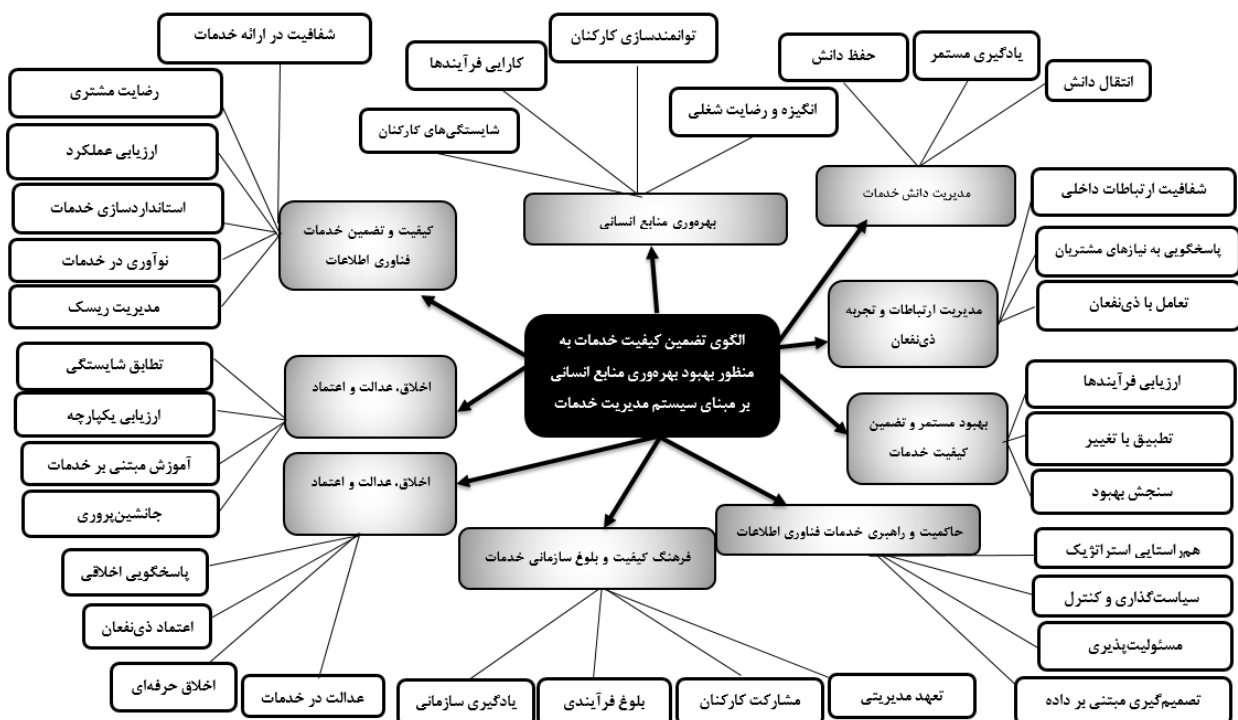 الگوی تضمین کیفیت خدمات به
منظور بهبود بهره‌وری منابع انسانی
بر مبنای سیستم مدیریت خدمات
مدیریت دانش خدمات
انتقال دانش
یادگیری مستمر
حفظ دانش
مدیریت ارتباطات و تجربه
ذی‌نفعان
شفافیت ارتباطات داخلی
پاسخگویی به نیازهای مشتریان
تعامل با ذی‌نفعان
بهبود مستمر و تضمین
کیفیت خدمات
ارزیابی فرآیندها
تطبیق با تغییر
سنجش بهبود
حاکمیت و راهبری خدمات فناوری اطلاعات
هم‌راستایی استراتژیک
سیاست‌گذاری و کنترل
مسئولیت‌پذیری
تصمیم‌گیری مبتنی بر داده
فرهنگ کیفیت و بلوغ سازمانی خدمات
تعهد مدیریتی
مشارکت کارکنان
بلوغ فرآیندی
یادگیری سازمانی
اخلاق، عدالت و اعتماد
عدالت در خدمات
اخلاق حرفه‌ای
اعتماد ذی‌نفعان
پاسخگویی اخلاقی
اخلاق، عدالت و اعتماد
تطابق شایستگی
ارزیابی یکپارچه
آموزش مبتنی بر خدمات
جانشین‌پروری
کیفیت و تضمین خدمات
فناوری اطلاعات
شفافیت در ارائه خدمات
رضایت مشتری
ارزیابی عملکرد
استانداردسازی خدمات
نوآوری در خدمات
مدیریت ریسک
بهره‌وری منابع انسانی
انگیزه و رضایت شغلی
توانمندسازی کارکنان
کارایی فرآیندها
شایستگی‌های کارکنان